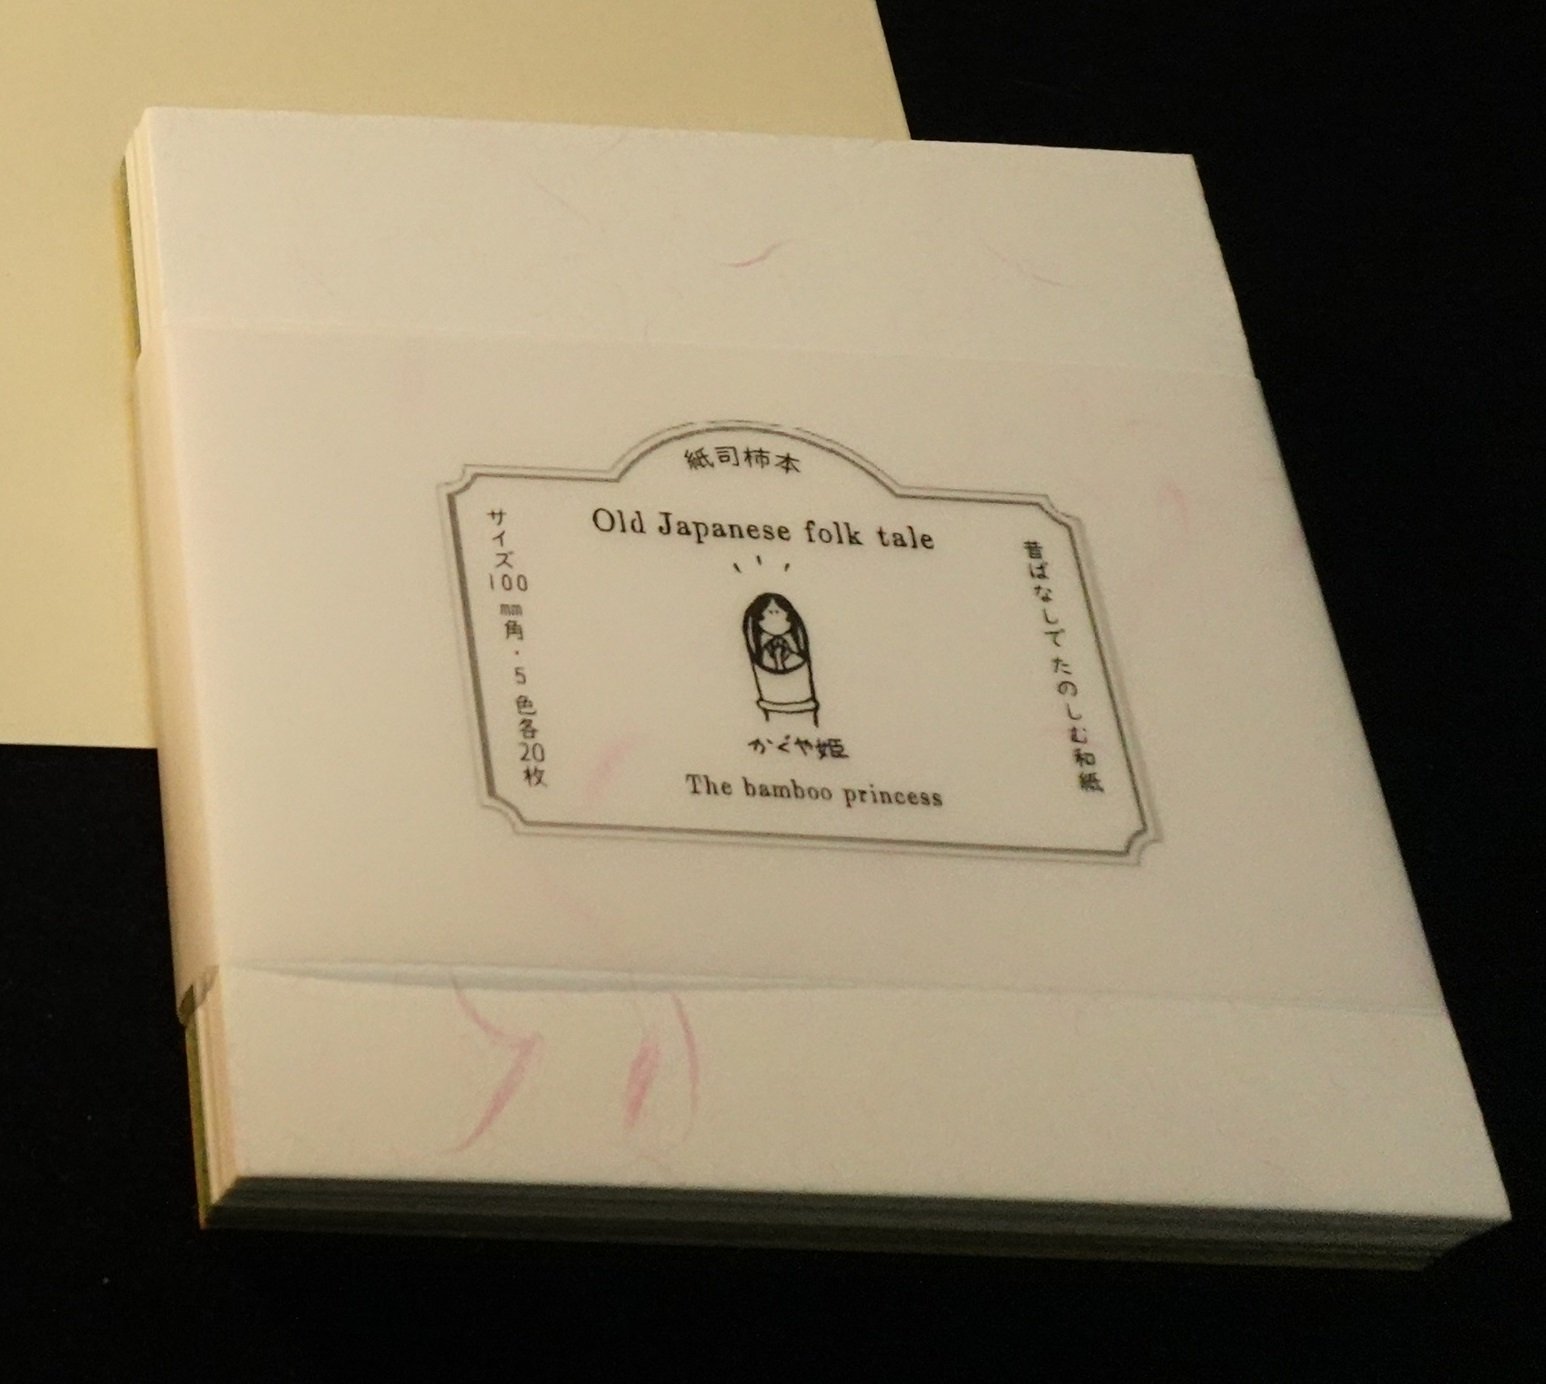 紙司柿本
Old Japanese folk tale
昔ばなしでたのしむ和紙
サイズ100mm角・5色各20枚
かぐや姫
The bamboo princess